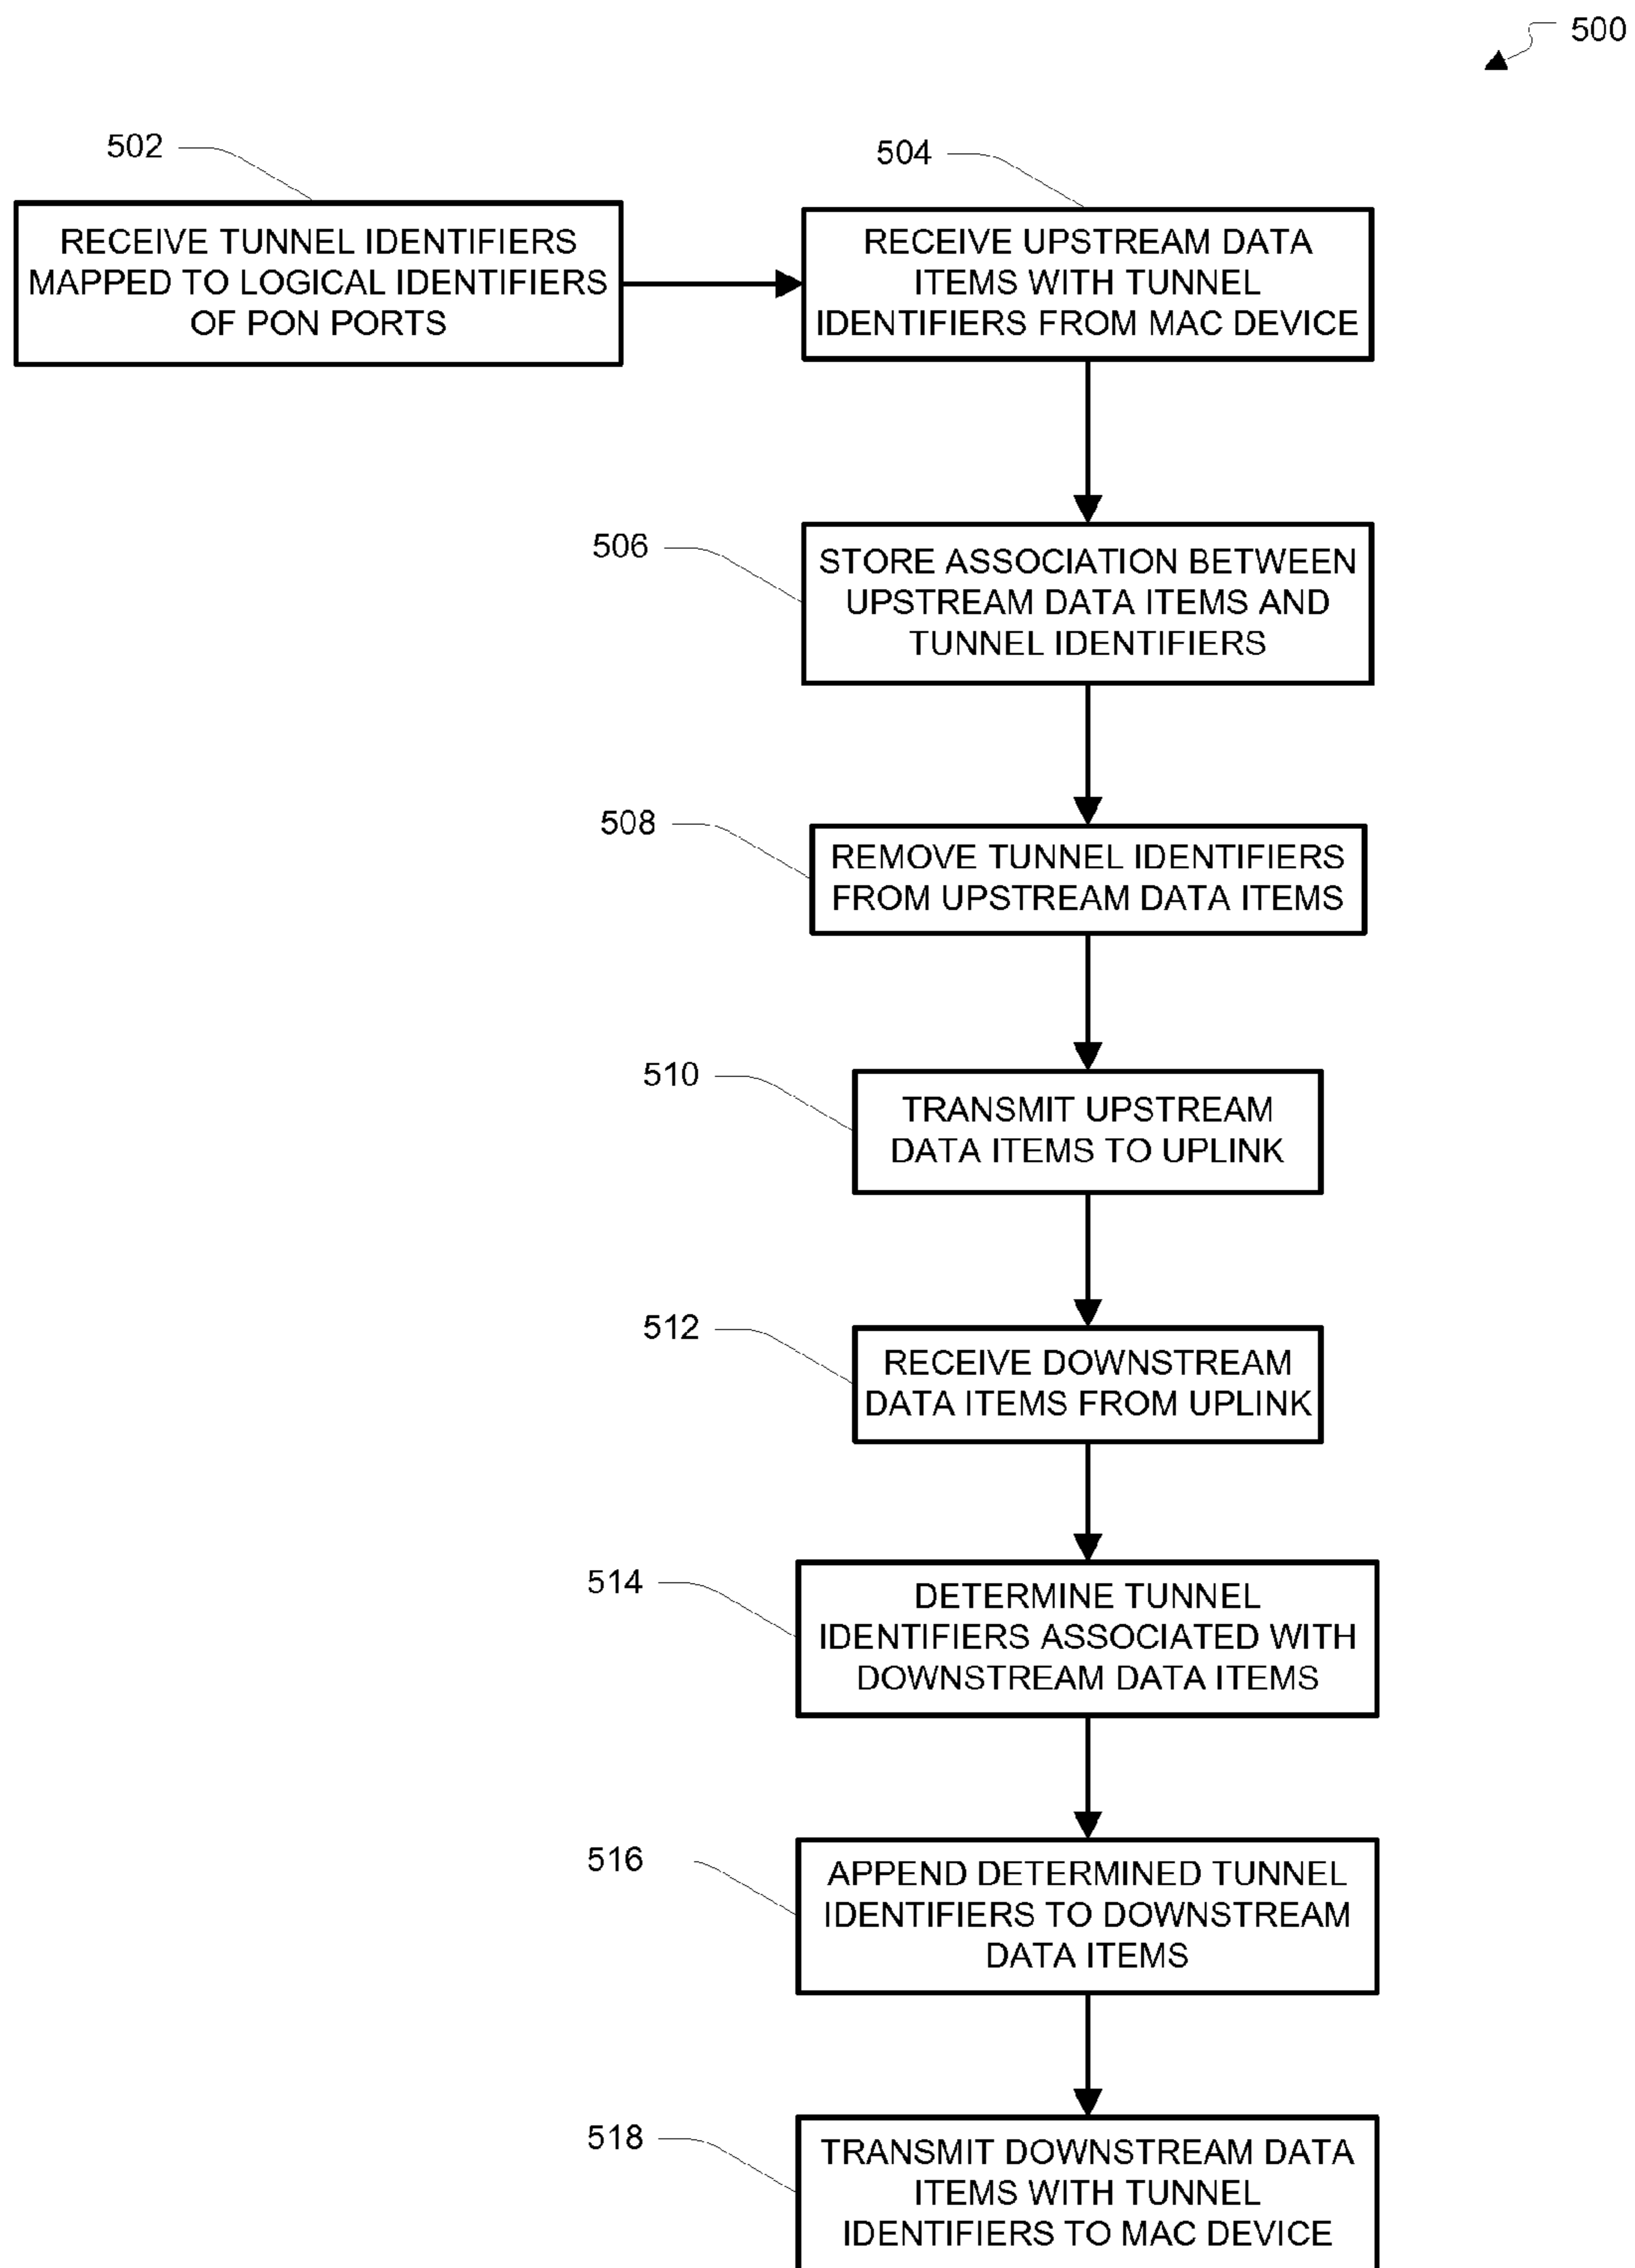 500
502
RECEIVE TUNNEL IDENTIFIERS
MAPPED TO LOGICAL IDENTIFIERS
OF PON PORTS
504
RECEIVE UPSTREAM DATA
ITEMS WITH TUNNEL
IDENTIFIERS FROM MAC DEVICE
506
STORE ASSOCIATION BETWEEN
UPSTREAM DATA ITEMS AND
TUNNEL IDENTIFIERS
508
REMOVE TUNNEL IDENTIFIERS
FROM UPSTREAM DATA ITEMS
510
TRANSMIT UPSTREAM
DATA ITEMS TO UPLINK
512
RECEIVE DOWNSTREAM
DATA ITEMS FROM UPLINK
514
DETERMINE TUNNEL
IDENTIFIERS ASSOCIATED WITH
DOWNSTREAM DATA ITEMS
516
APPEND DETERMINED TUNNEL
IDENTIFIERS TO DOWNSTREAM
DATA ITEMS
518
TRANSMIT DOWNSTREAM DATA
ITEMS WITH TUNNEL
IDENTIFIERS TO MAC DEVICE